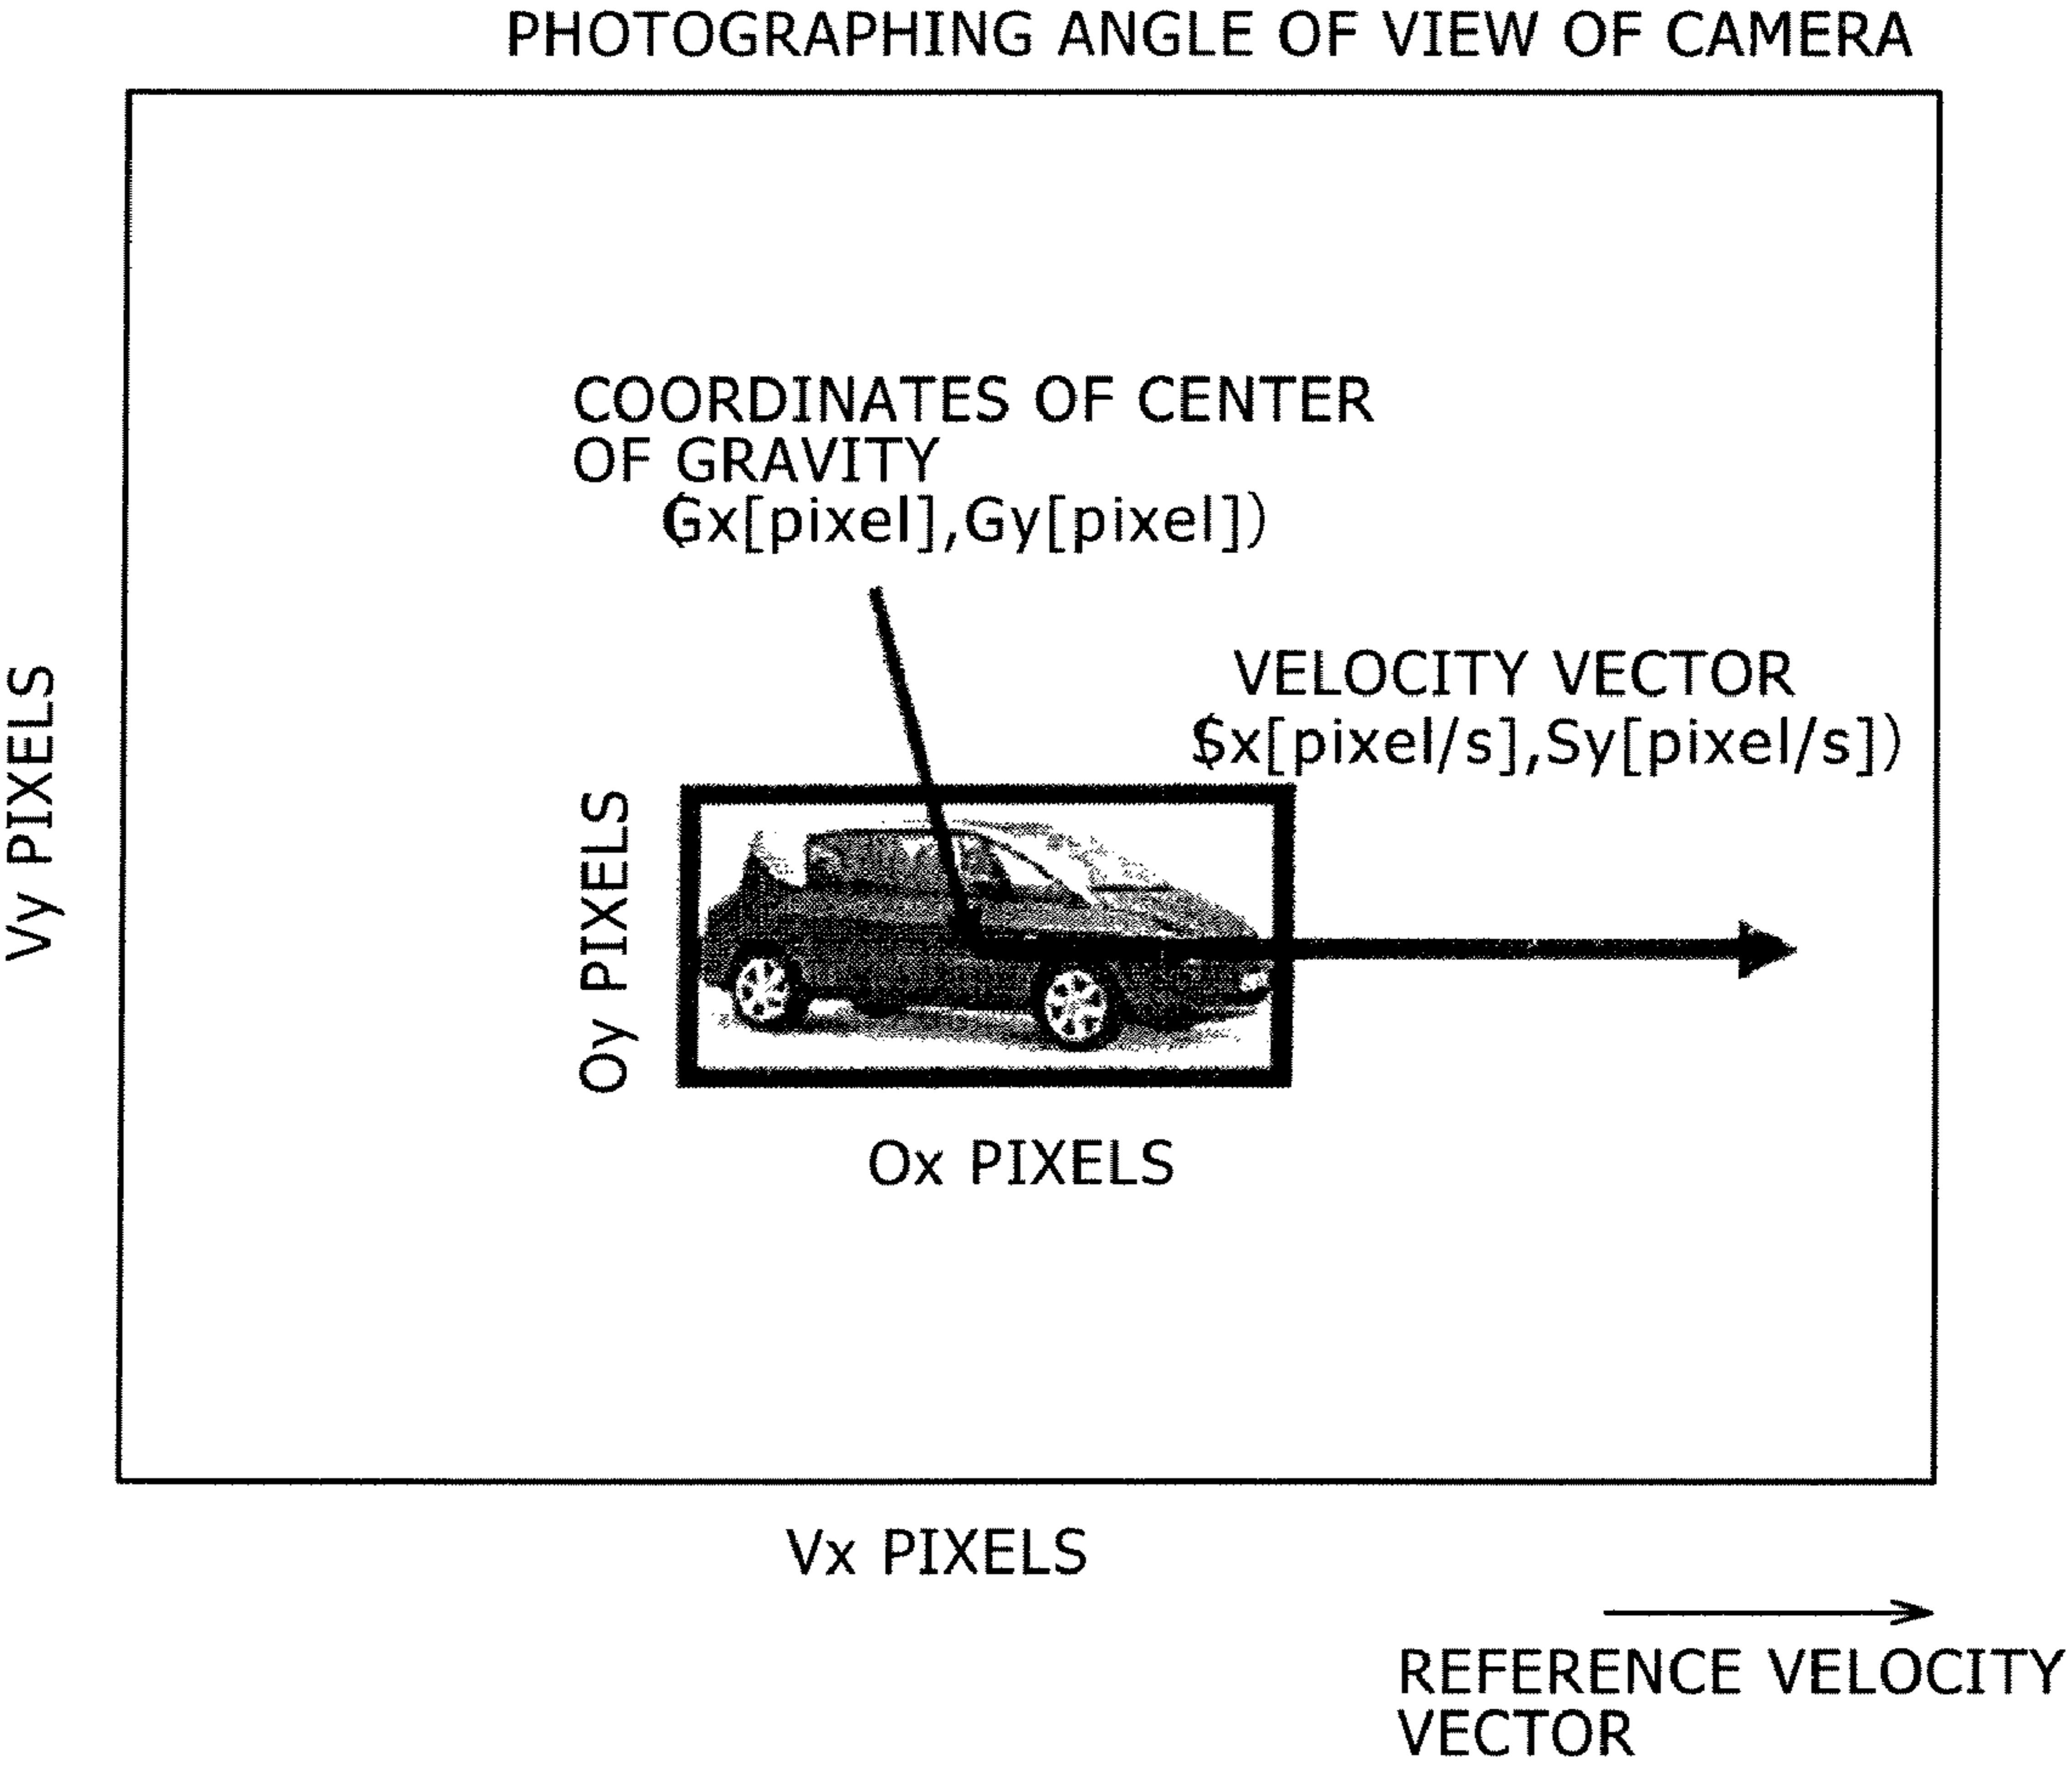 PHOTOGRAPHING ANGLE OF VIEW OF CAMERA
COORDINATES OF CENTER
OF GRAVITY
(Gx[pixel],Gy[pixel])
VELOCITY VECTOR
(Sx[pixel/s],Sy[pixel/s])
Vy PIXELS
Oy PIXELS
Ox PIXELS
Vx PIXELS
REFERENCE VELOCITY
VECTOR